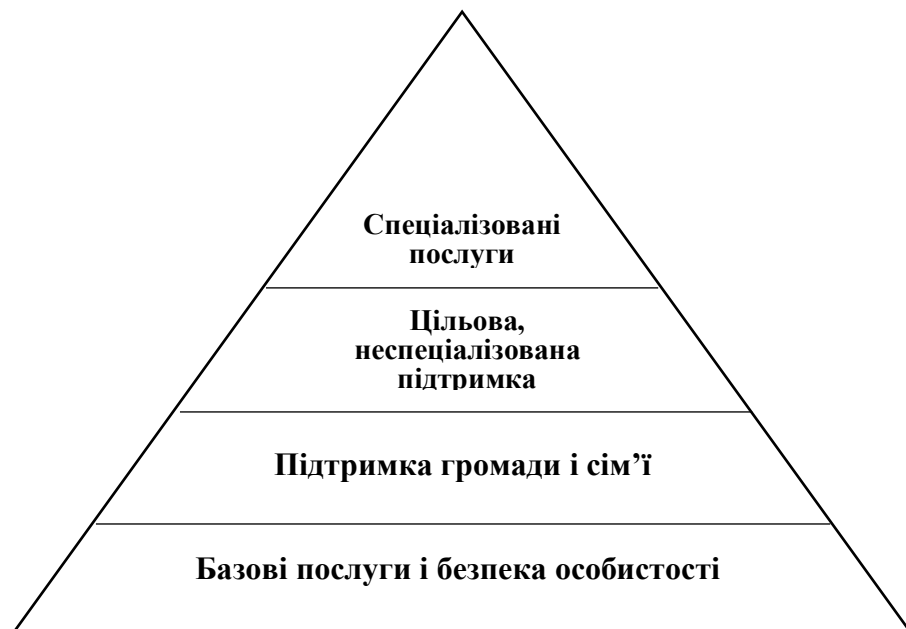 Спеціалізовані
послуги
Цільова,
неспеціалізована
підтримка
Підтримка громади і сім’ї
Базові послуги і безпека особистості